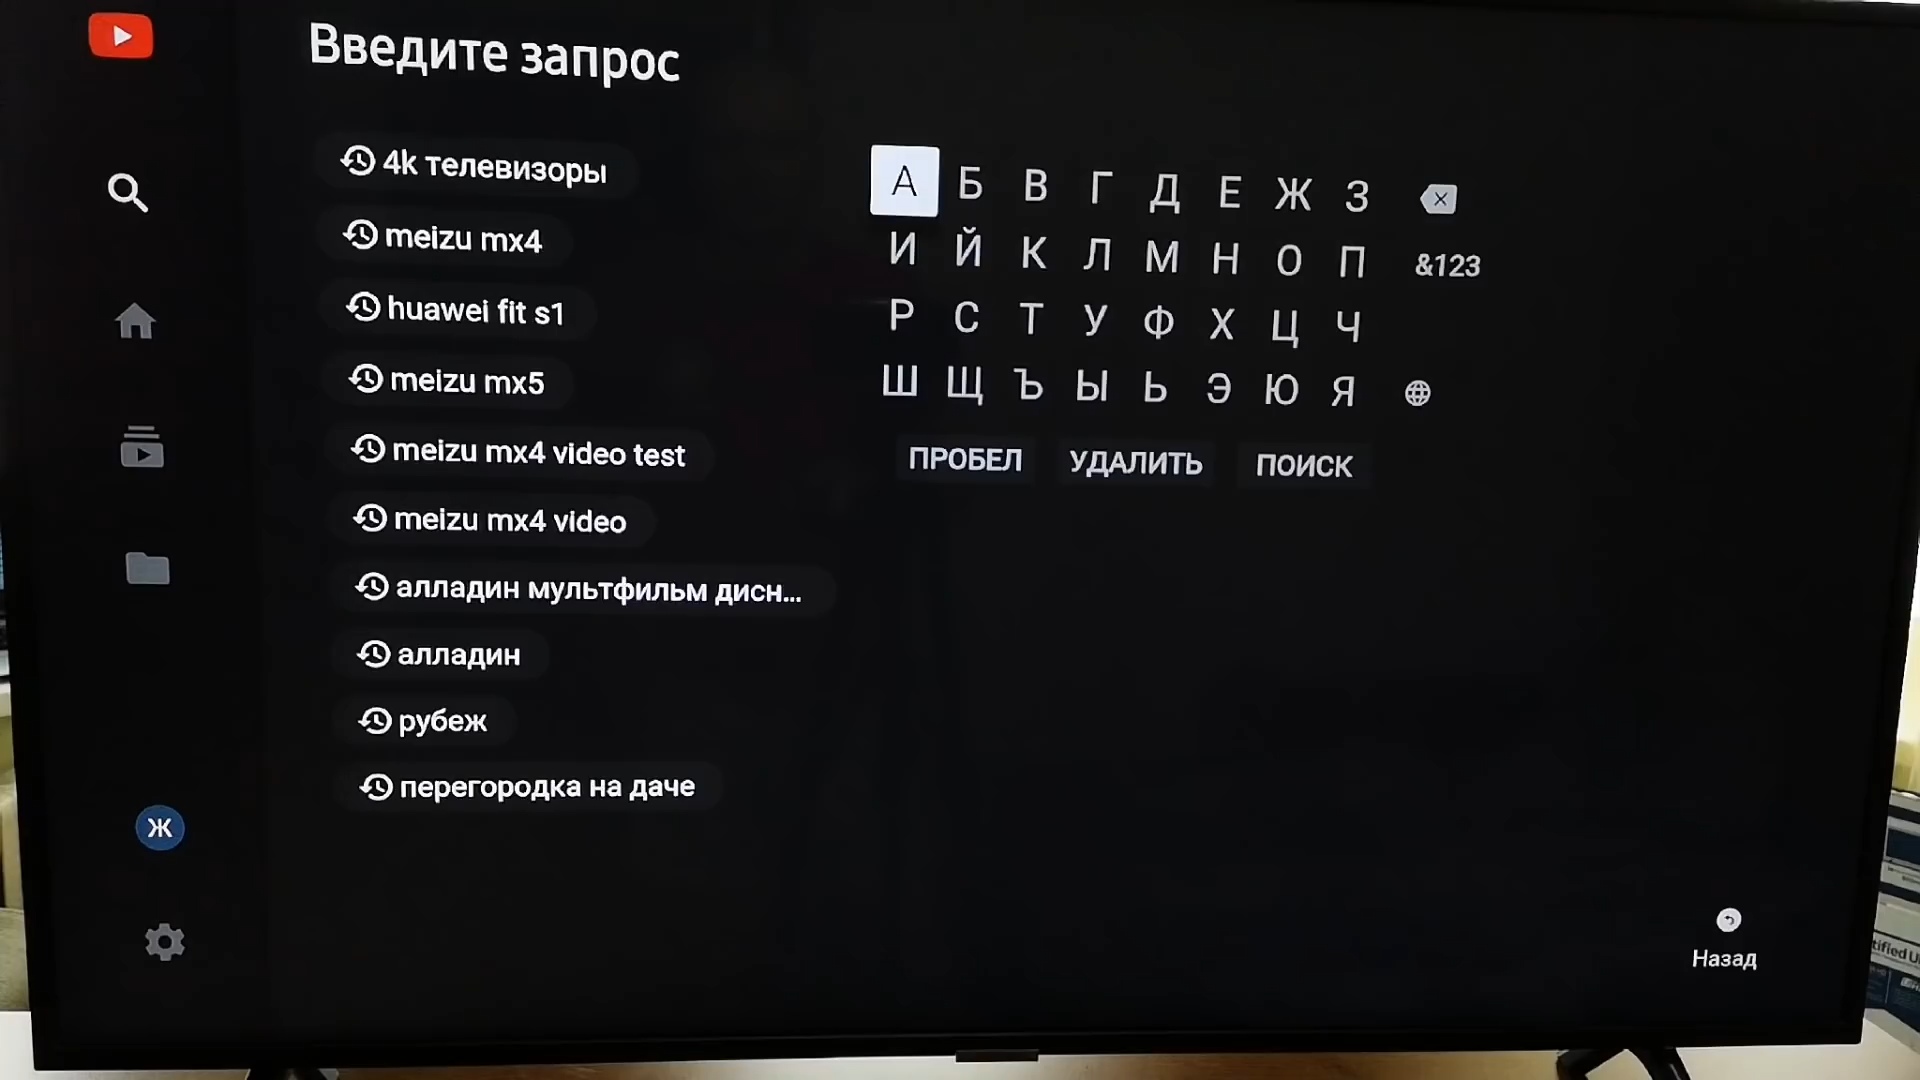 Введите запрос
4k телевизоры
meizu mx4
huawei fit s1
meizu mx5
meizu mx4 video test
meizu mx4 video
алладин мультфильм дисн...
алладин
рубеж
перегородка на даче
А Б В Г Д Е Ж З
И Й К Л М Н О П &123
Р С Т У Ф Х Ц Ч
Ш Щ Ъ Ы Ь Э Ю Я
ПРОБЕЛ УДАЛИТЬ ПОИСК
Ж
Назад